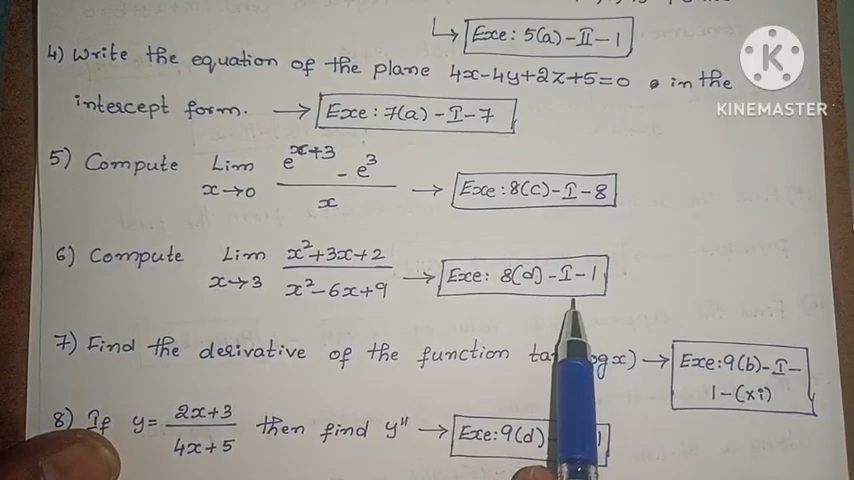 Exe: 5(a)-II-1
4) Write the equation of the plane 4x-4y+2z+5=0 in the
intercept form. → Exe: 7(a)-I-7
5) Compute Lim x→0 e^x+3 - e^3 / x → Exe: 8(c)-I-8
6) Compute Lim x→3 x²+3x+2 / x²-6x+9 → Exe: 8(d)-I-1
7) Find the derivative of the function x) → Exe: 9(b)-I-
1-(xi)
8) If y = 2x+3 / 4x+5 then find y" → Exe: 9(d) 1
K
KINEMASTER